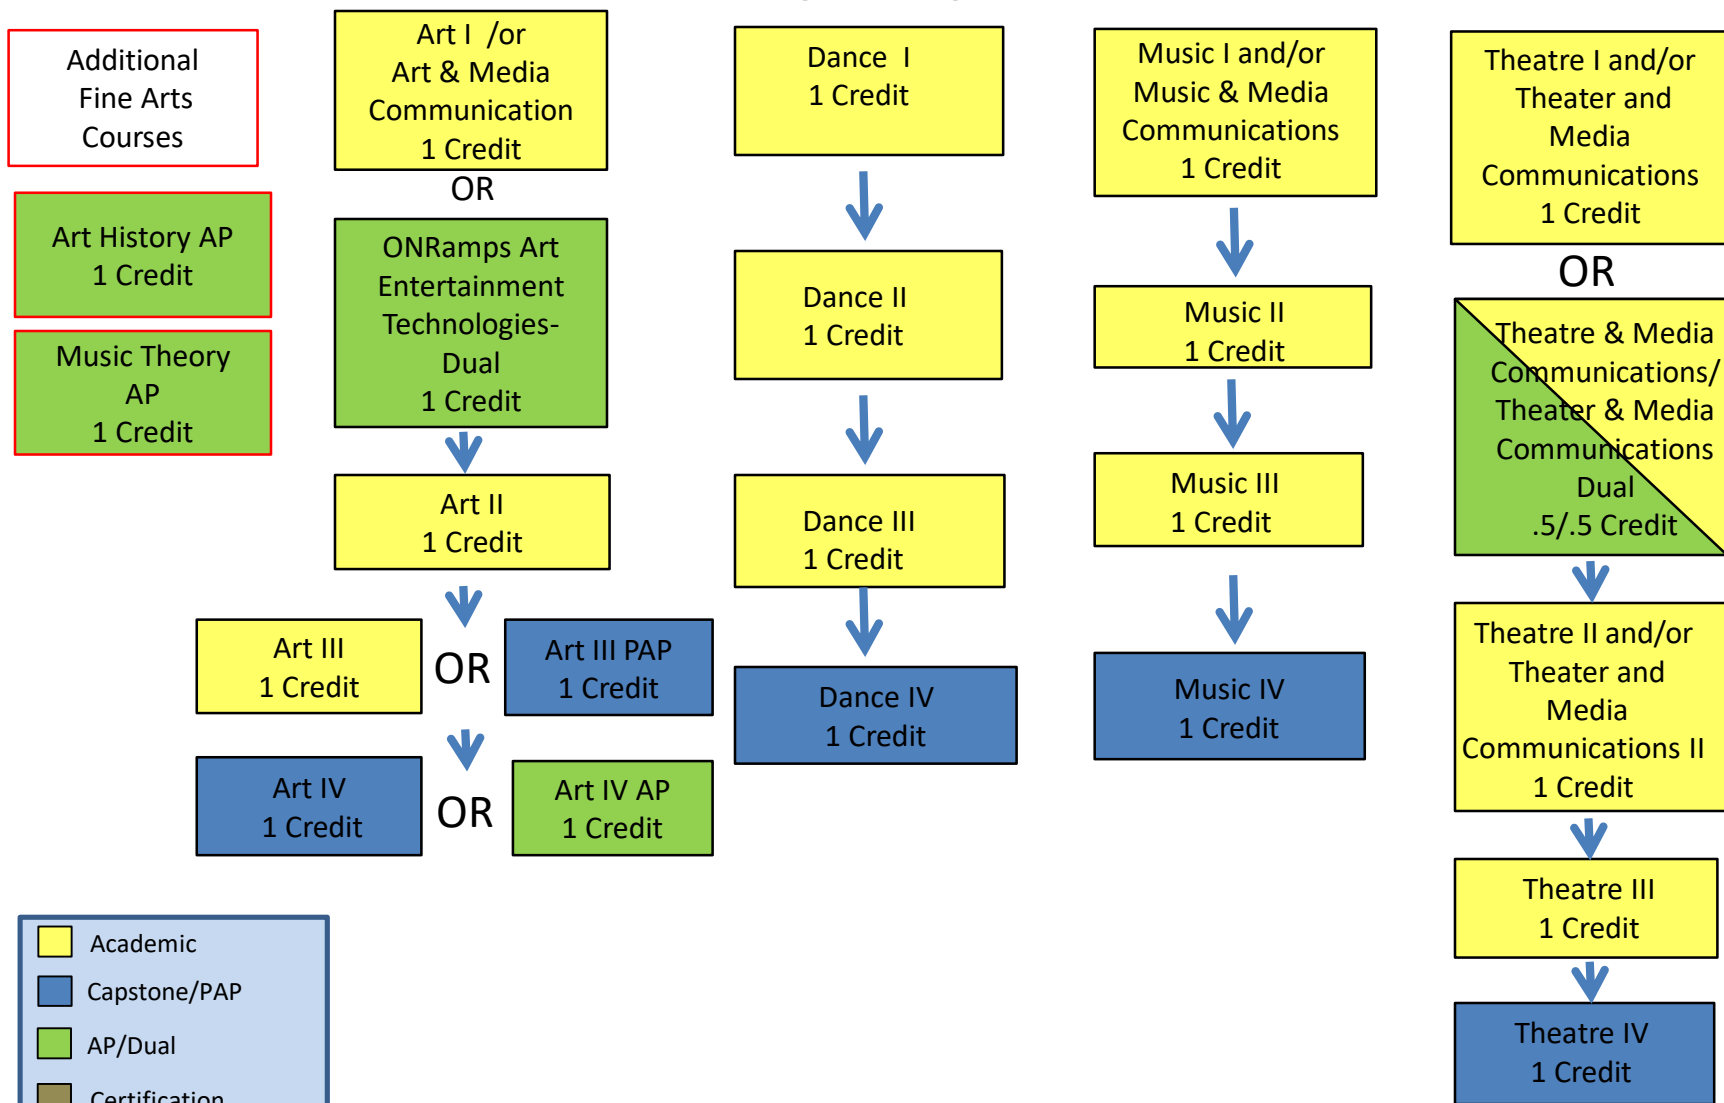 Additional
Fine Arts
Courses
Art History AP
1 Credit
Music Theory
AP
1 Credit
Art I /or
Art & Media
Communication
1 Credit
OR
ONRamps Art
Entertainment
Technologies-
Dual
1 Credit
Art II
1 Credit
Art III
1 Credit
OR
Art III PAP
1 Credit
Art IV
1 Credit
OR
Art IV AP
1 Credit
Dance I
1 Credit
Dance II
1 Credit
Dance III
1 Credit
Dance IV
1 Credit
Music I and/or
Music & Media
Communications
1 Credit
Music II
1 Credit
Music III
1 Credit
Music IV
1 Credit
Theatre I and/or
Theater and
Media
Communications
1 Credit
OR
Theatre & Media
Communications/
Theater & Media
Communications
Dual
.5/.5 Credit
Theatre II and/or
Theater and
Media
Communications II
1 Credit
Theatre III
1 Credit
Theatre IV
1 Credit
Academic
Capstone/PAP
AP/Dual
Certification